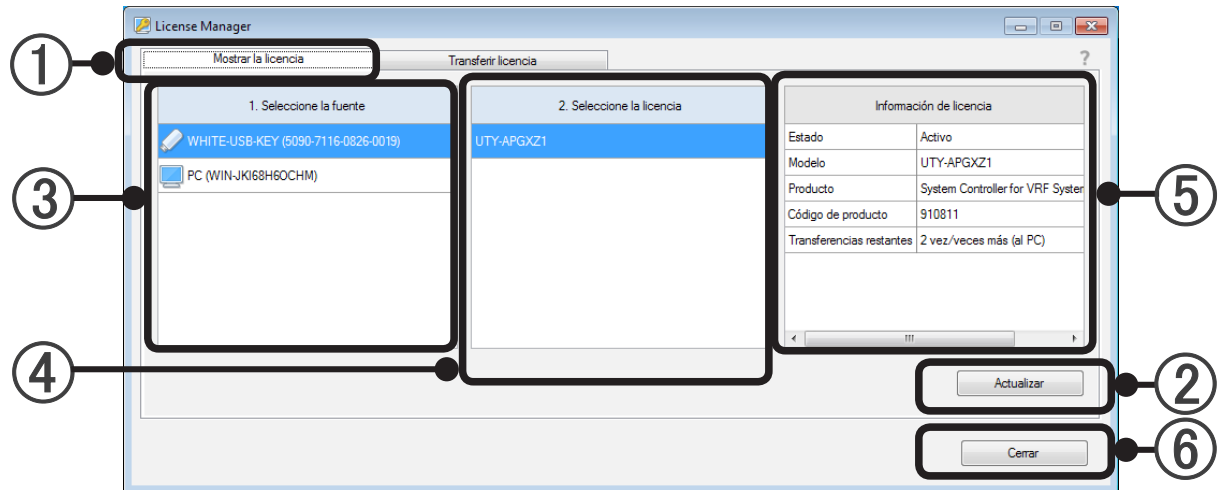 License Manager
① Mostrar la licencia Transferir licencia ?
1. Seleccione la fuente 2. Seleccione la licencia Información de licencia
WHITE-USB-KEY (5090-7116-0826-0019) UTY-APGXZ1 Estado Activo
Modelo UTY-APGXZ1
PC (WIN-JKI68H6OCHM)
③ Producto System Controller for VRF System ⑤
Código de producto 910811
Transferencias restantes 2 vez/veces más (al PC)
④
Actualizar ②
Cerrar ⑥